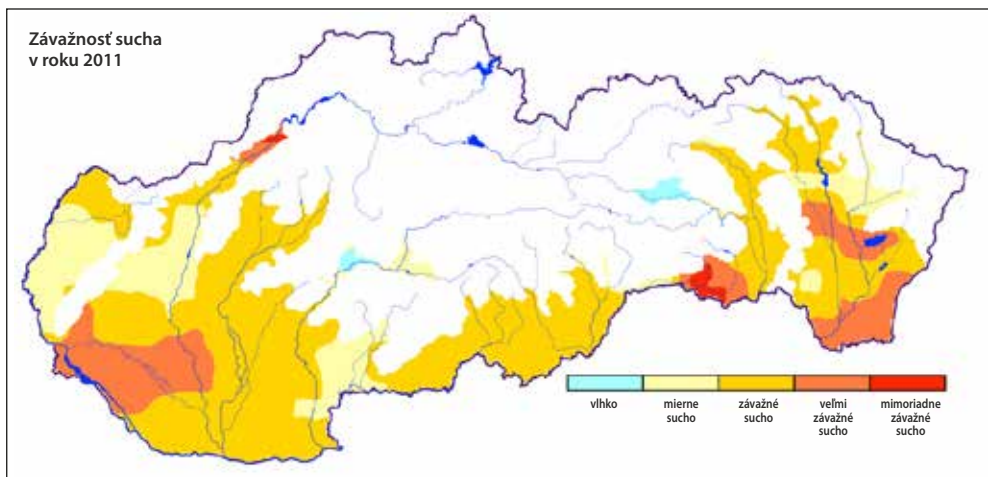 Závažnosť sucha
v roku 2011
vlhko
mierne
sucho
závažné
sucho
veľmi
závažné
sucho
mimoriadne
závažné
sucho